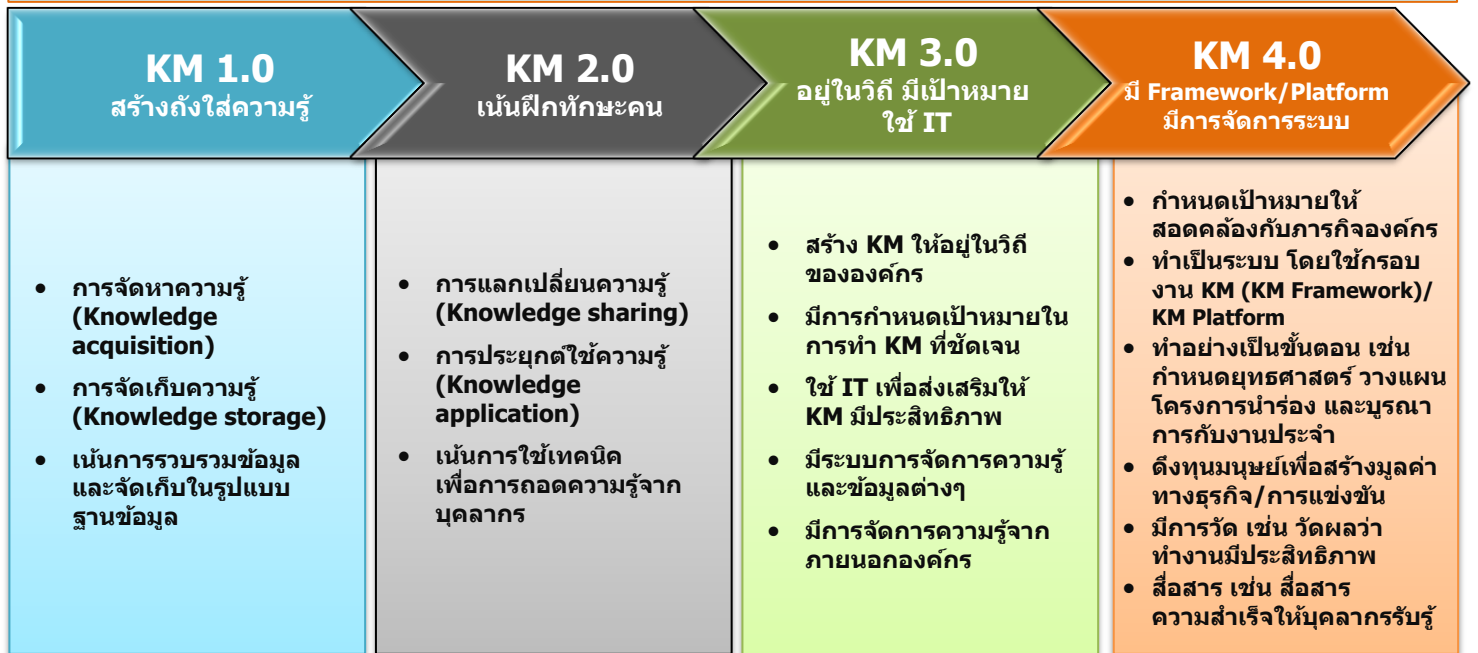 KM 1.0
สร้างถังใส่ความรู้
KM 2.0
เน้นฝึกทักษะคน
KM 3.0
อยู่ในวิถี มีเป้าหมาย
ใช้ IT
KM 4.0
มี Framework/Platform
มีการจัดการระบบ
• การจัดหาความรู้
(Knowledge
acquisition)
• การจัดเก็บความรู้
(Knowledge storage)
• เน้นการรวบรวมข้อมูล
และจัดเก็บในรูปแบบ
ฐานข้อมูล
• การแลกเปลี่ยนความรู้
(Knowledge sharing)
• การประยุกต์ใช้ความรู้
(Knowledge
application)
• เน้นการใช้เทคนิค
เพื่อการถอดความรู้จาก
บุคลากร
• สร้าง KM ให้อยู่ในวิถี
ขององค์กร
• มีการกำหนดเป้าหมายใน
การทำ KM ที่ชัดเจน
• ใช้ IT เพื่อส่งเสริมให้
KM มีประสิทธิภาพ
• มีระบบการจัดการความรู้
และข้อมูลต่างๆ
• มีการจัดการความรู้จาก
ภายนอกองค์กร
• กำหนดเป้าหมายให้
สอดคล้องกับภารกิจองค์กร
• ทำเป็นระบบ โดยใช้กรอบ
งาน KM (KM Framework)/
KM Platform
• ทำอย่างเป็นขั้นตอน เช่น
กำหนดยุทธศาสตร์ วางแผน
โครงการนำร่อง และบูรณา
การกับงานประจำ
• ดึงทุนมนุษย์เพื่อสร้างมูลค่า
ทางธุรกิจ/การแข่งขัน
• มีการวัด เช่น วัดผลว่า
ทำงานมีประสิทธิภาพ
• สื่อสาร เช่น สื่อสาร
ความสำเร็จให้บุคลากรรับรู้